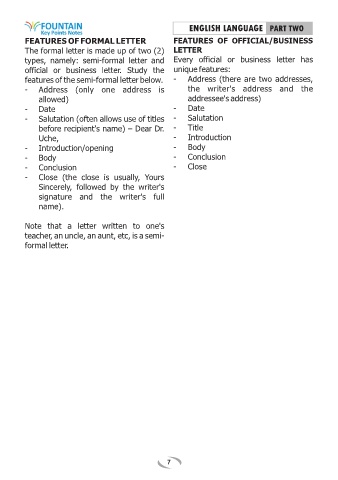 FOUNTAIN
Key Points Notes
ENGLISH LANGUAGE PART TWO
FEATURES OF FORMAL LETTER
The formal letter is made up of two (2)
types, namely: semi-formal letter and
official or business letter. Study the
features of the semi-formal letter below.
- Address (only one address is
allowed)
- Date
- Salutation (often allows use of titles
before recipient's name) – Dear Dr.
Uche,
- Introduction/opening
- Body
- Conclusion
- Close (the close is usually, Yours
Sincerely, followed by the writer's
signature and the writer's full
name).
Note that a letter written to one's
teacher, an uncle, an aunt, etc, is a semi-
formal letter.
FEATURES OF OFFICIAL/BUSINESS
LETTER
Every official or business letter has
unique features:
- Address (there are two addresses,
the writer's address and the
addressee's address)
- Date
- Salutation
- Title
- Introduction
- Body
- Conclusion
- Close
7